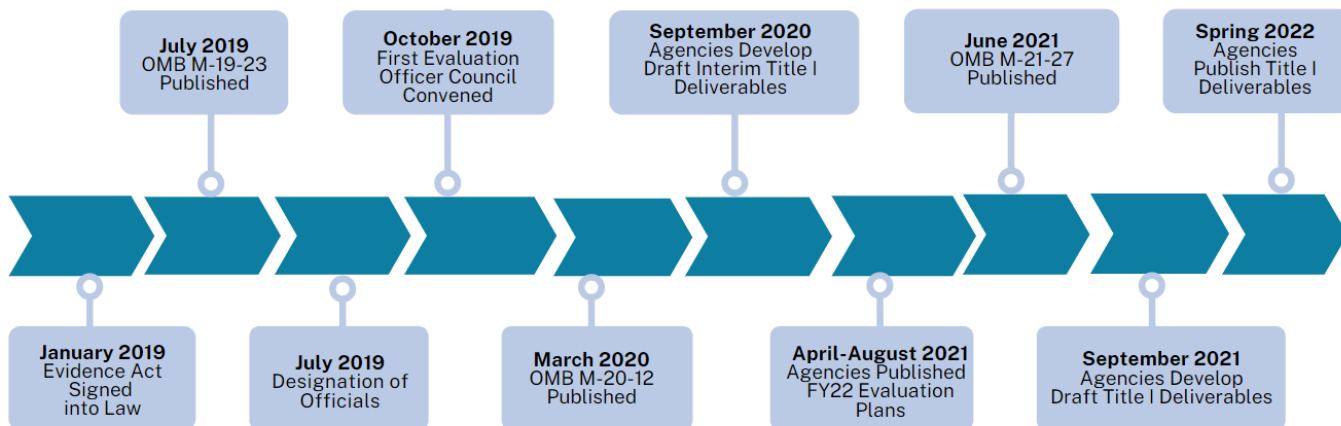 July 2019
OMB M-19-23
Published
October 2019
First Evaluation
Officer Council
Convened
September 2020
Agencies Develop
Draft Interim Title I
Deliverables
June 2021
OMB M-21-27
Published
Spring 2022
Agencies
Publish Title I
Deliverables
January 2019
Evidence Act
Signed
into Law
July 2019
Designation of
Officials
March 2020
OMB M-20-12
Published
April-August 2021
Agencies Published
FY22 Evaluation
Plans
September 2021
Agencies Develop
Draft Title I Deliverables